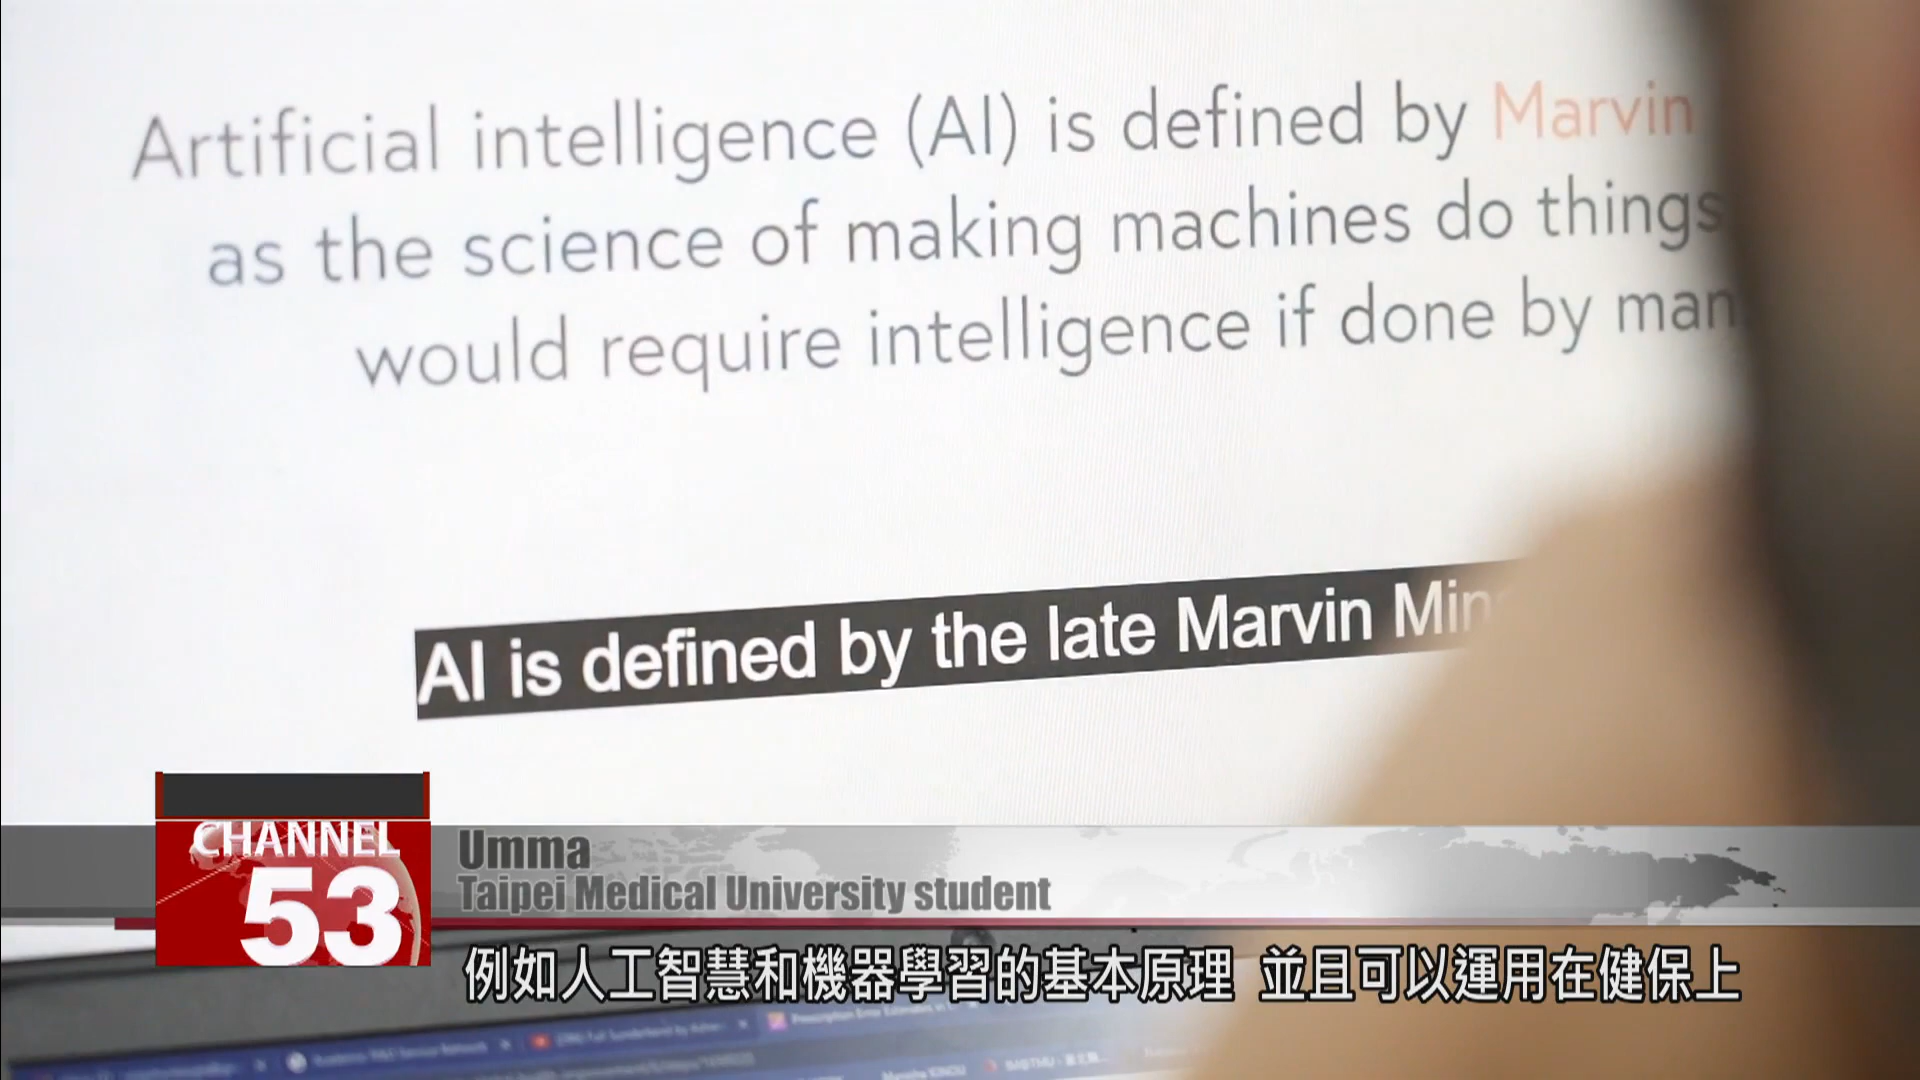 Artificial intelligence (AI) is defined by Marvin
as the science of making machines do things
would require intelligence if done by man
AI is defined by the late Marvin Min
CHANNEL
53
Umma
Taipei Medical University student
例如人工智慧和機器學習的基本原理 並且可以運用在健保上